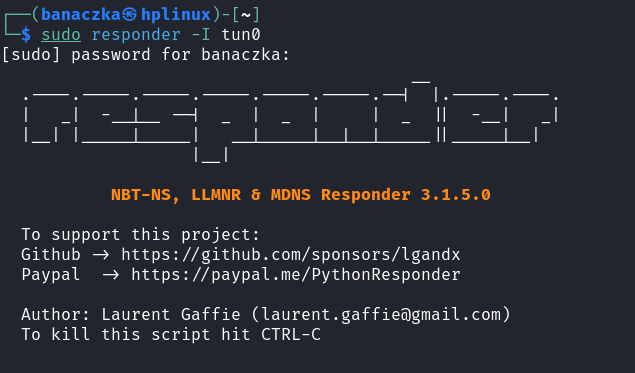 ┌──(banaczka㉿hplinux)-[~]
└─$ sudo responder -I tun0
[sudo] password for banaczka:
NBT-NS, LLMNR & MDNS Responder 3.1.5.0
To support this project:
Github -> https://github.com/sponsors/lgandx
Paypal -> https://paypal.me/PythonResponder
Author: Laurent Gaffie (laurent.gaffie@gmail.com)
To kill this script hit CTRL-C